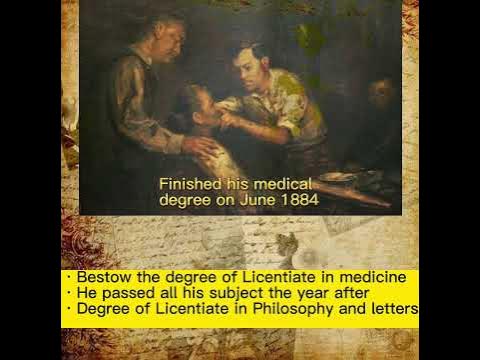 Finished his medical
degree on June 1884
· Bestow the degree of Licentiate in medicine
· He passed all his subject the year after
· Degree of Licentiate in Philosophy and letters